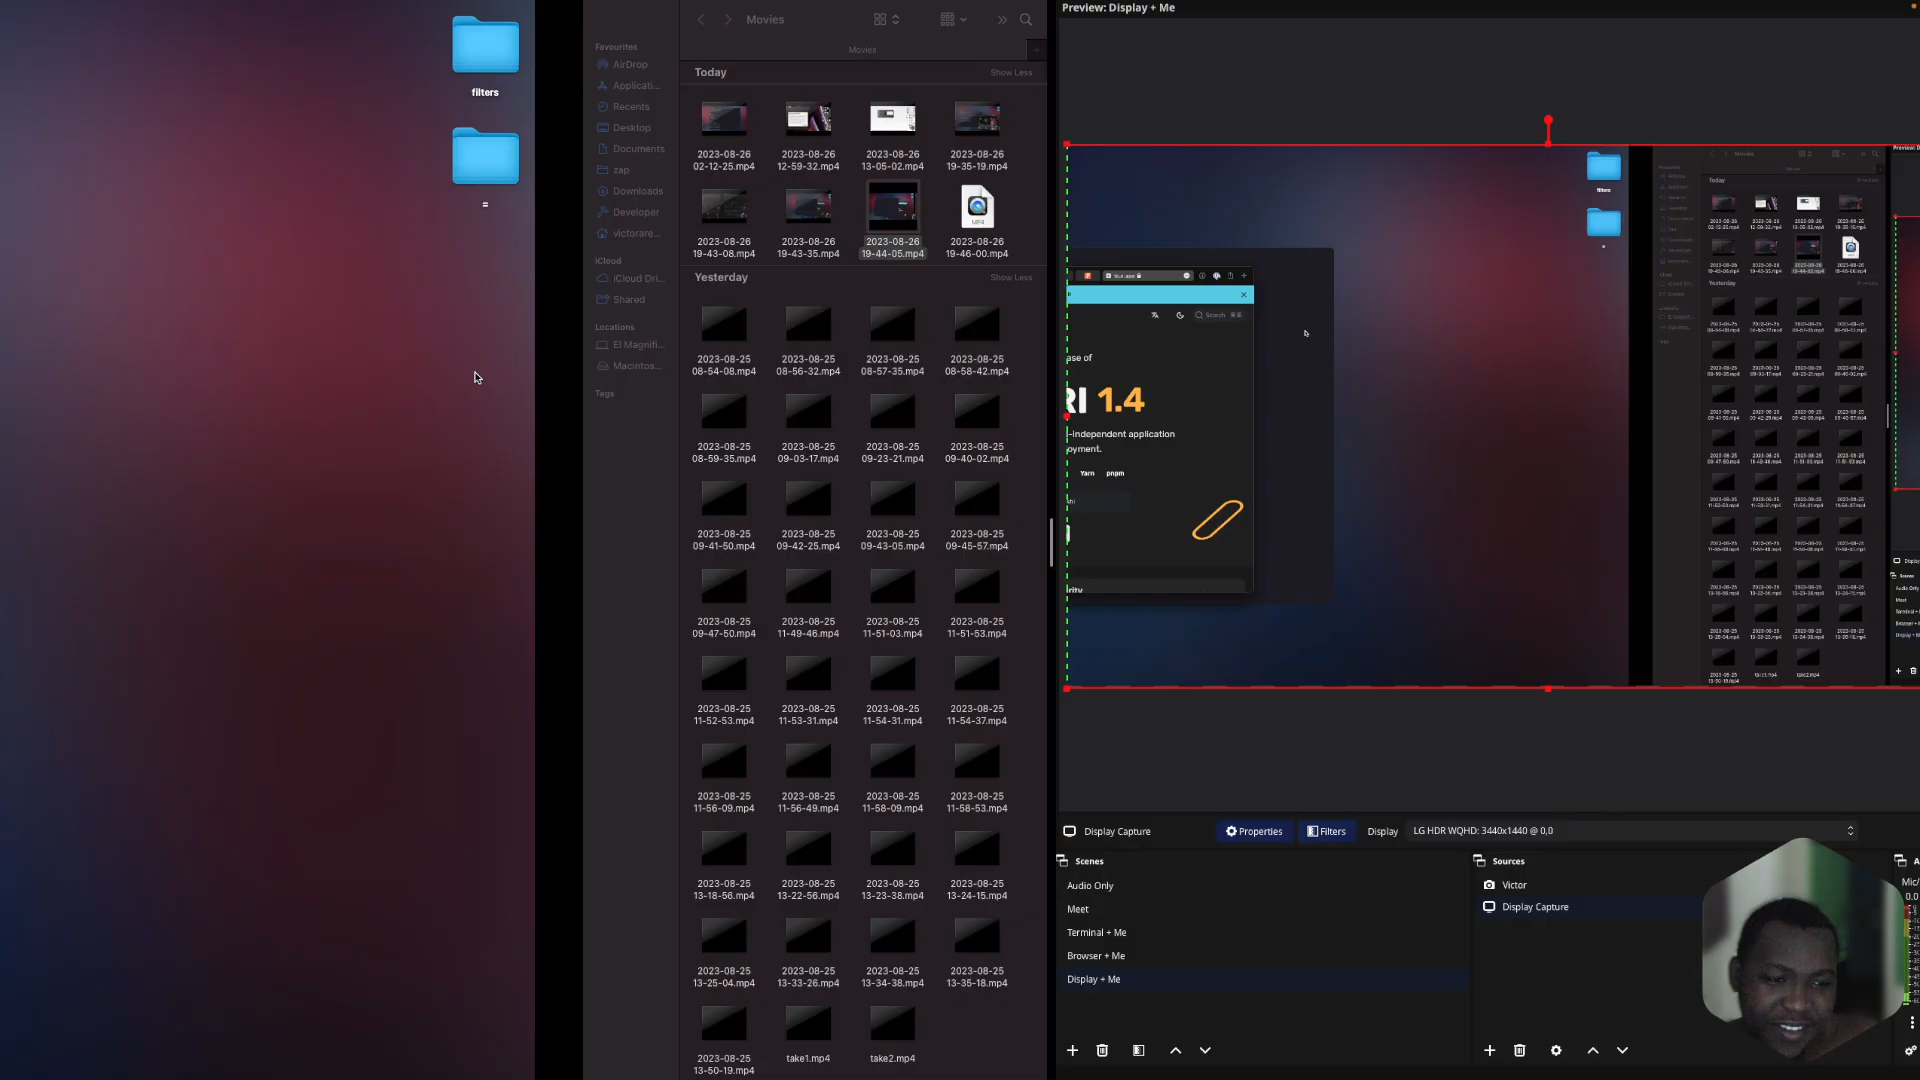 filters
=
Movies
Movies
Favourites
AirDrop
Applicati...
Recents
Desktop
Documents
zap
Downloads
Developer
victorare...
iCloud
iCloud Dri...
Shared
Locations
El Magnifi...
Macintos...
Tags
Today
Show Less
2023-08-26 02-12-25.mp4
2023-08-26 12-59-32.mp4
2023-08-26 13-05-02.mp4
2023-08-26 19-35-19.mp4
MP4
2023-08-26 19-43-08.mp4
2023-08-26 19-43-35.mp4
2023-08-26 19-44-05.mp4
2023-08-26 19-46-00.mp4
Yesterday
Show Less
2023-08-25 08-54-08.mp4
2023-08-25 08-56-32.mp4
2023-08-25 08-57-35.mp4
2023-08-25 08-58-42.mp4
2023-08-25 08-59-35.mp4
2023-08-25 09-03-17.mp4
2023-08-25 09-23-21.mp4
2023-08-25 09-40-02.mp4
2023-08-25 09-41-50.mp4
2023-08-25 09-42-25.mp4
2023-08-25 09-43-05.mp4
2023-08-25 09-45-57.mp4
2023-08-25 09-47-50.mp4
2023-08-25 11-49-46.mp4
2023-08-25 11-51-03.mp4
2023-08-25 11-51-53.mp4
2023-08-25 11-52-53.mp4
2023-08-25 11-53-31.mp4
2023-08-25 11-54-31.mp4
2023-08-25 11-54-37.mp4
2023-08-25 11-56-09.mp4
2023-08-25 11-56-49.mp4
2023-08-25 11-58-09.mp4
2023-08-25 11-58-53.mp4
2023-08-25 13-18-56.mp4
2023-08-25 13-22-56.mp4
2023-08-25 13-23-38.mp4
2023-08-25 13-24-15.mp4
2023-08-25 13-25-04.mp4
2023-08-25 13-33-26.mp4
2023-08-25 13-34-38.mp4
2023-08-25 13-35-18.mp4
2023-08-25 13-50-19.mp4
take1.mp4
take2.mp4
Preview: Display + Me
Search
ase of
RI 1.4
-independent application
oyment.
Yarn pnpm
rity
filters
Today
Yesterday
Display Capture
Properties
Filters
Display
LG HDR WQHD: 3440x1440 @ 0,0
Scenes
Audio Only
Meet
Terminal + Me
Browser + Me
Display + Me
Sources
Victor
Display Capture
Mic/
0.0